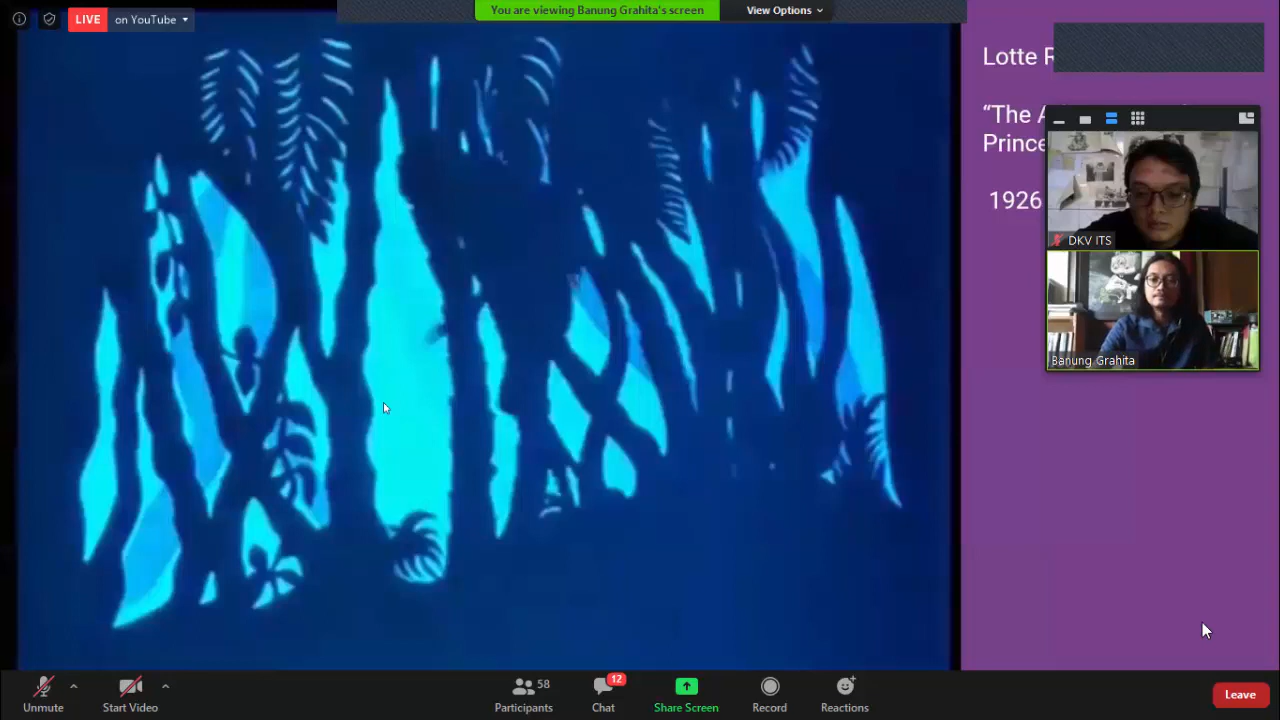 LIVE on YouTube
You are viewing Banung Grahita's screen
View Options
Lotte
“The
Prince
1926
DKV ITS
Banung Grahita
Unmute
Start Video
58
Participants
12
Chat
Share Screen
Record
Reactions
Leave